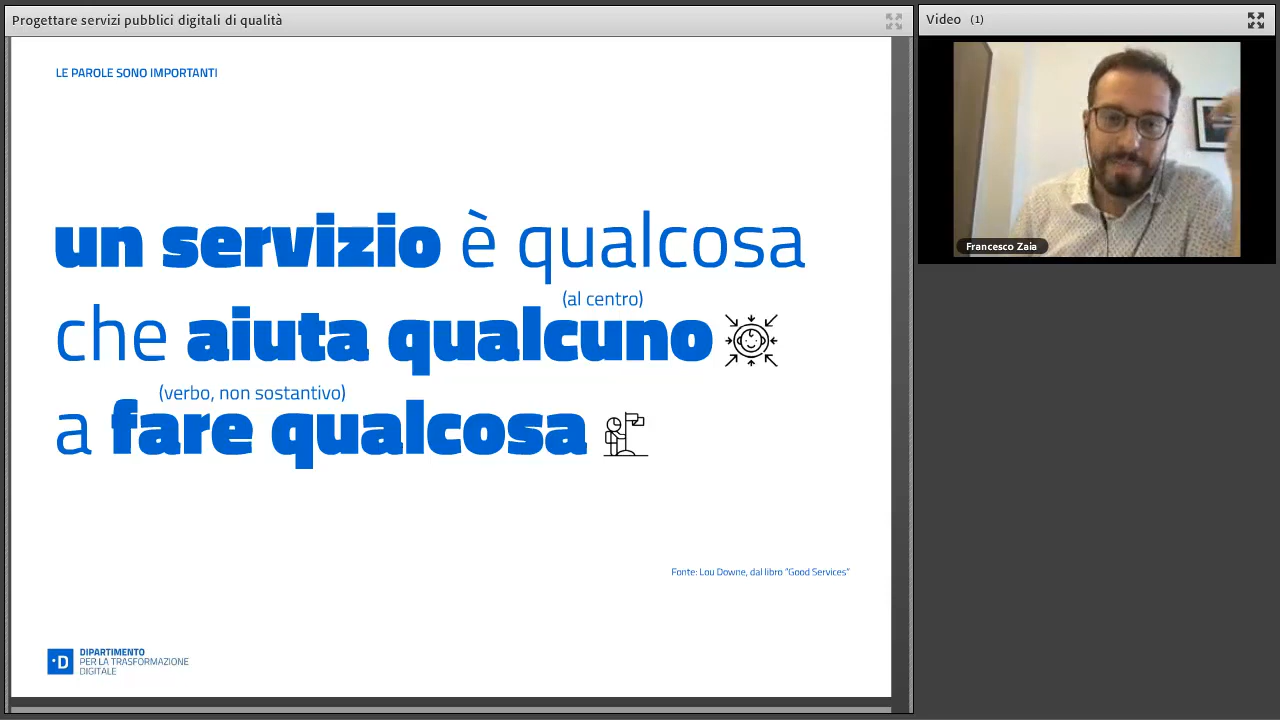 Progettare servizi pubblici digitali di qualità
Video (1)
LE PAROLE SONO IMPORTANTI
un servizio è qualcosa
(al centro)
che aiuta qualcuno
(verbo, non sostantivo)
a fare qualcosa
Fonte: Lou Downe, dal libro “Good Services”
·D
DIPARTIMENTO
PER LA TRASFORMAZIONE
DIGITALE
Francesco Zaia